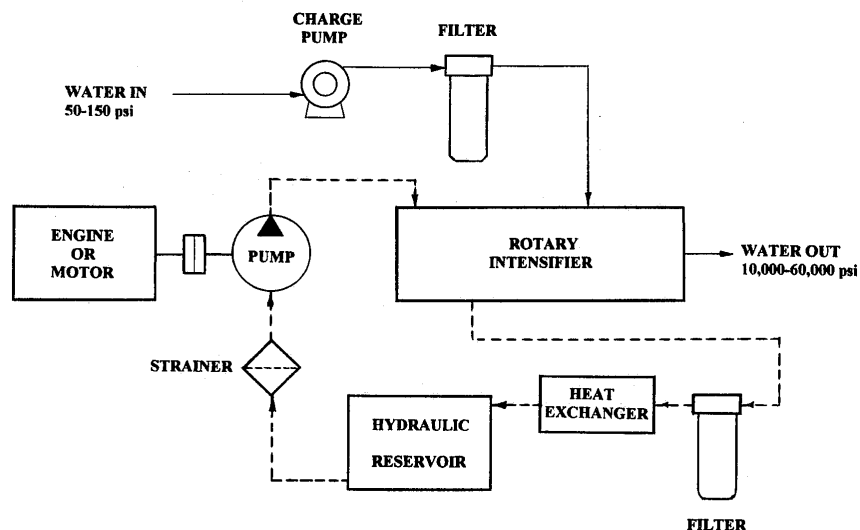 CHARGE
PUMP
FILTER
WATER IN
50-150 psi
ENGINE
OR
MOTOR
PUMP
ROTARY
INTENSIFIER
WATER OUT
10,000-60,000 psi
STRAINER
HYDRAULIC
RESERVOIR
HEAT
EXCHANGER
FILTER